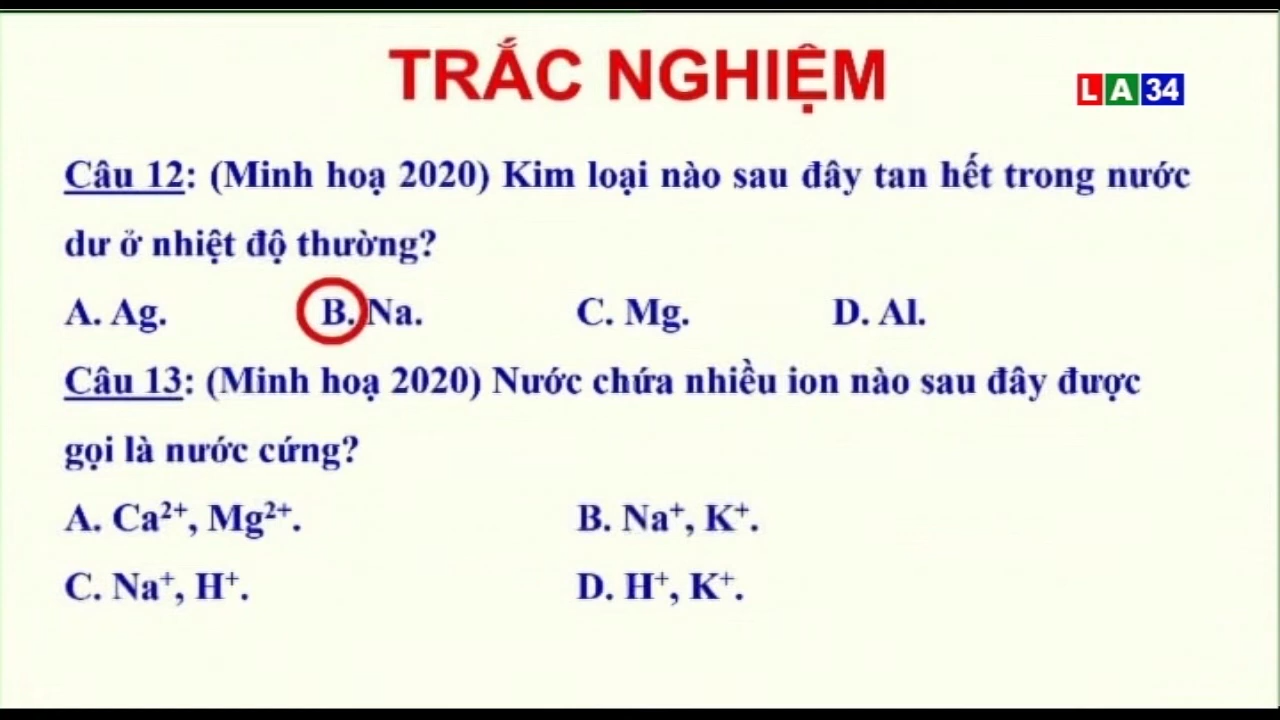 TRẮC NGHIỆM
LA34
Câu 12: (Minh hoạ 2020) Kim loại nào sau đây tan hết trong nước
dư ở nhiệt độ thường?
A. Ag. B. Na. C. Mg. D. Al.
Câu 13: (Minh hoạ 2020) Nước chứa nhiều ion nào sau đây được
gọi là nước cứng?
A. Ca²⁺, Mg²⁺. B. Na⁺, K⁺.
C. Na⁺, H⁺. D. H⁺, K⁺.